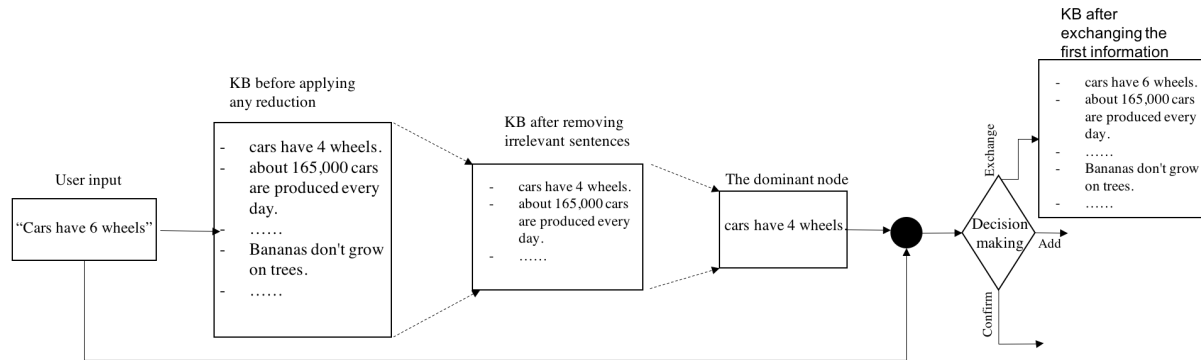 User input
“Cars have 6 wheels”
KB before applying
any reduction
- cars have 4 wheels.
- about 165,000 cars
are produced every
day.
- ......
- Bananas don't grow
on trees.
- ......
KB after removing
irrelevant sentences
- cars have 4 wheels.
- about 165,000 cars
are produced every
day.
- ......
The dominant node
cars have 4 wheels
Decision
making
Exchange
Add
Confirm
KB after
exchanging the
first information
- cars have 6 wheels.
- about 165,000 cars
are produced every
day.
- ......
- Bananas don't grow
on trees.
- ......